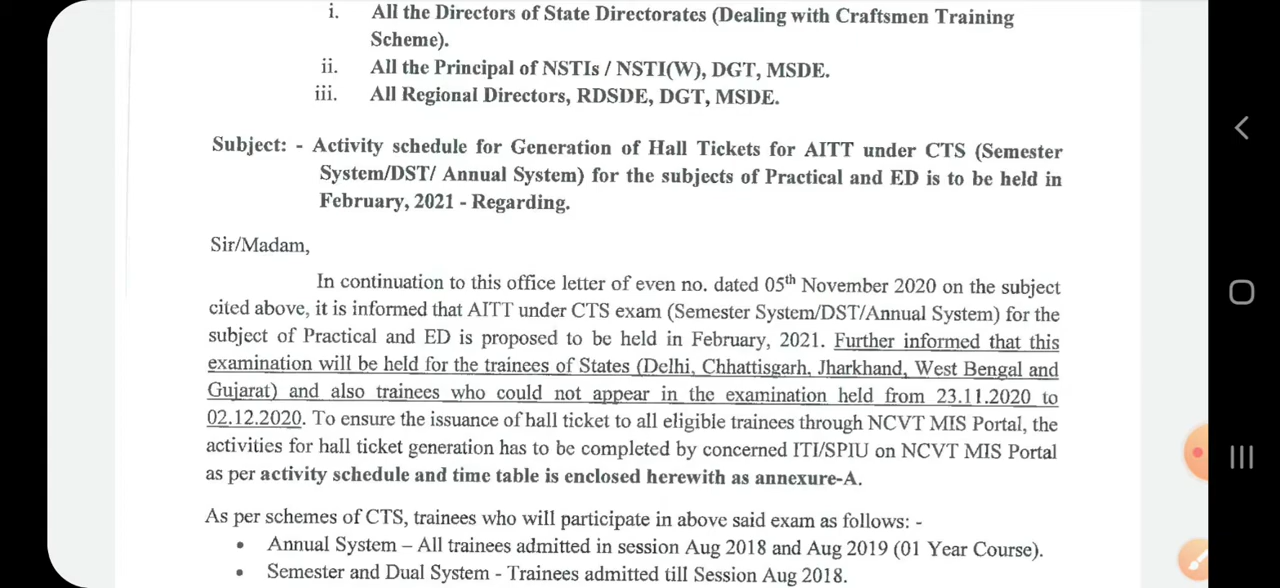 i. All the Directors of State Directorates (Dealing with Craftsmen Training
Scheme).
ii. All the Principal of NSTIs / NSTI(W), DGT, MSDE.
iii. All Regional Directors, RDSDE, DGT, MSDE.
Subject: - Activity schedule for Generation of Hall Tickets for AITT under CTS (Semester
System/DST/ Annual System) for the subjects of Practical and ED is to be held in
February, 2021 - Regarding.
Sir/Madam,
In continuation to this office letter of even no. dated 05th November 2020 on the subject
cited above, it is informed that AITT under CTS exam (Semester System/DST/Annual System) for the
subject of Practical and ED is proposed to be held in February, 2021. Further informed that this
examination will be held for the trainees of States (Delhi, Chhattisgarh, Jharkhand, West Bengal and
Gujarat) and also trainees who could not appear in the examination held from 23.11.2020 to
02.12.2020. To ensure the issuance of hall ticket to all eligible trainees through NCVT MIS Portal, the
activities for hall ticket generation has to be completed by concerned ITI/SPIU on NCVT MIS Portal
as per activity schedule and time table is enclosed herewith as annexure-A.
As per schemes of CTS, trainees who will participate in above said exam as follows: -
• Annual System – All trainees admitted in session Aug 2018 and Aug 2019 (01 Year Course).
• Semester and Dual System - Trainees admitted till Session Aug 2018.